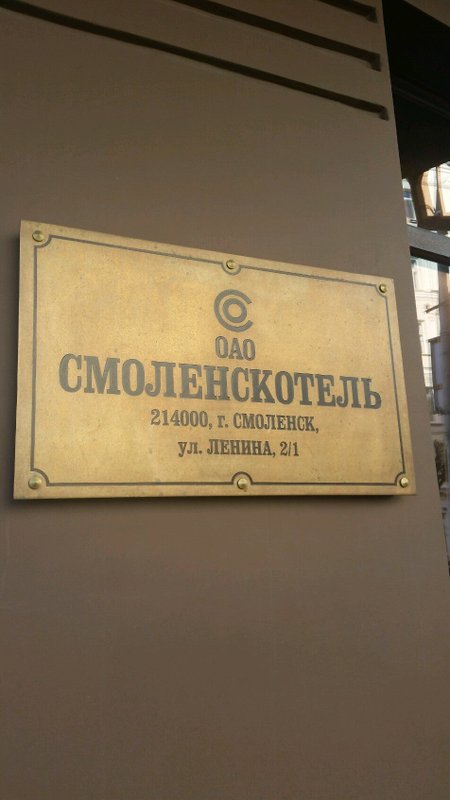 ОАО
СМОЛЕНСКОТЕЛЬ
214000, г. СМОЛЕНСК,
ул. ЛЕНИНА, 2/1